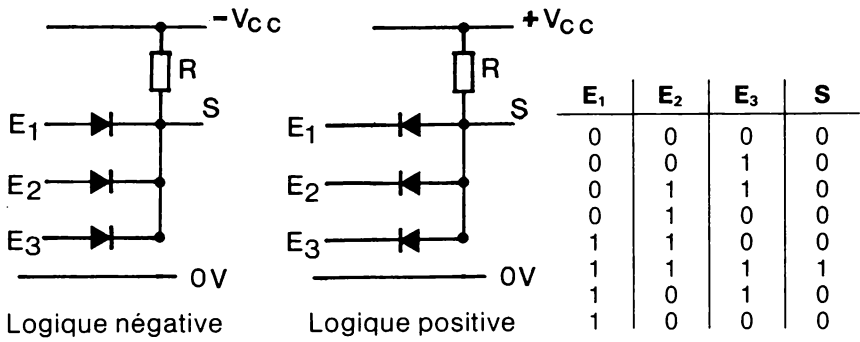 −VCC
R
S
E1
E2
E3
0V
Logique négative
+VCC
R
S
E1
E2
E3
0V
Logique positive
E1 E2 E3 S
0 0 0 0
0 0 1 0
0 1 1 0
0 1 0 0
1 1 0 0
1 1 1 1
1 0 1 0
1 0 0 0